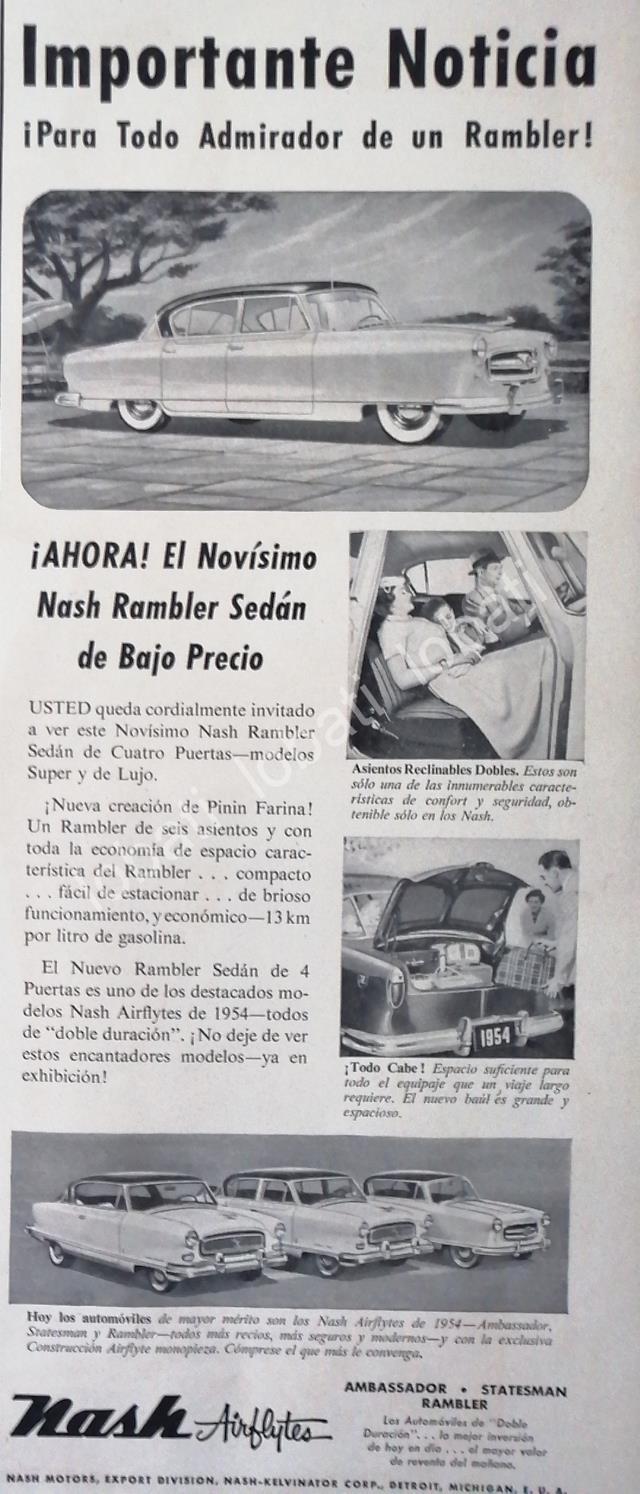 Importante Noticia
¡Para Todo Admirador de un Rambler!
¡AHORA! El Novísimo
Nash Rambler Sedán
de Bajo Precio
USTED queda cordialmente invitado
a ver este Novísimo Nash Rambler
Sedán de Cuatro Puertas—modelos
Super y de Lujo.
¡Nueva creación de Pinin Farina!
Un Rambler de seis asientos y con
toda la economía de espacio carac-
terística del Rambler . . . compacto
. . . fácil de estacionar . . . de brioso
funcionamiento, y económico—13 km
por litro de gasolina.
El Nuevo Rambler Sedán de 4
Puertas es uno de los destacados mo-
delos Nash Airflytes de 1954—todos
de “doble duración”. ¡No deje de ver
estos encantadores modelos—ya en
exhibición!
Asientos Reclinables Dobles. Estos son
sólo una de las innumerables caracte-
rísticas de confort y seguridad, ob-
tenible sólo en los Nash.
1954
¡Todo Cabe! Espacio suficiente para
todo el equipaje que un viaje largo
requiere. El nuevo baúl es grande y
espacioso.
Hoy los automóviles de mayor mérito son los Nash Airflytes de 1954—Ambassador,
Statesman y Rambler—todos más recios, más seguros y modernos—y con la exclusiva
Construcción Airflyte monopieza. Cómprese el que más le convenga.
Nash Airflytes
AMBASSADOR • STATESMAN
RAMBLER
Los Automóviles de “Doble
Duración”... la mejor inversión
de hoy en día ... el mayor valor
de reventa del mañana.
NASH MOTORS, EXPORT DIVISION, NASH-KELVINATOR CORP., DETROIT, MICHIGAN, E. U. A.